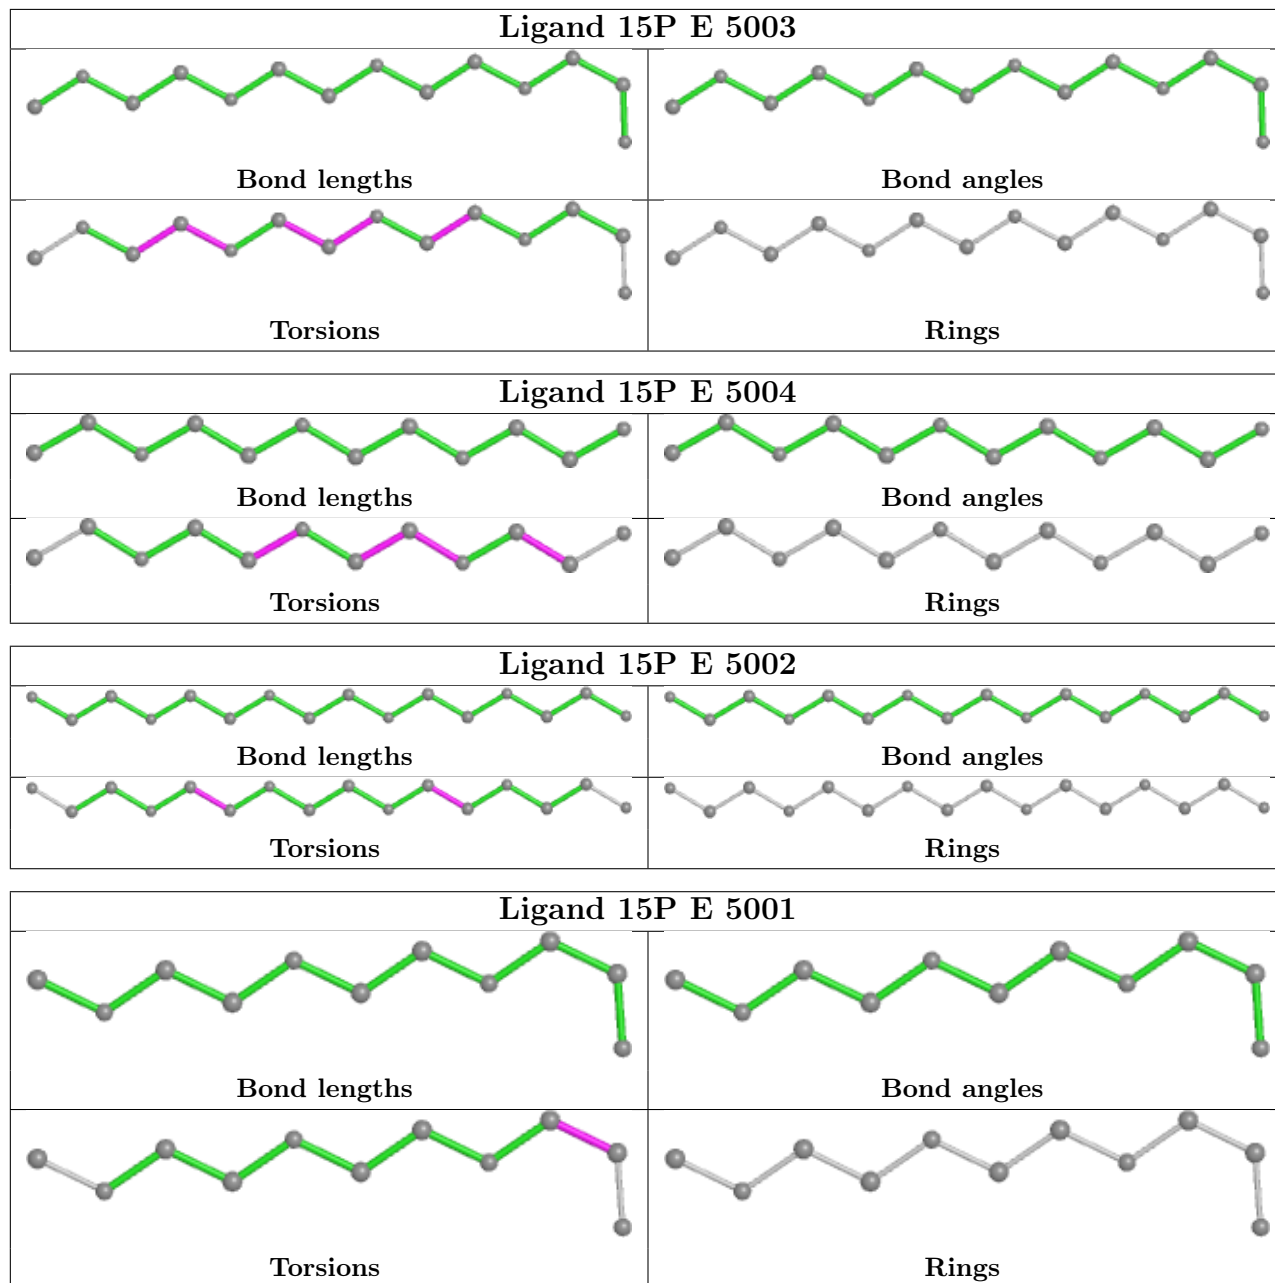 Ligand 15P E 5003
Bond lengths
Bond angles
Torsions
Rings
Ligand 15P E 5004
Bond lengths
Bond angles
Torsions
Rings
Ligand 15P E 5002
Bond lengths
Bond angles
Torsions
Rings
Ligand 15P E 5001
Bond lengths
Bond angles
Torsions
Rings